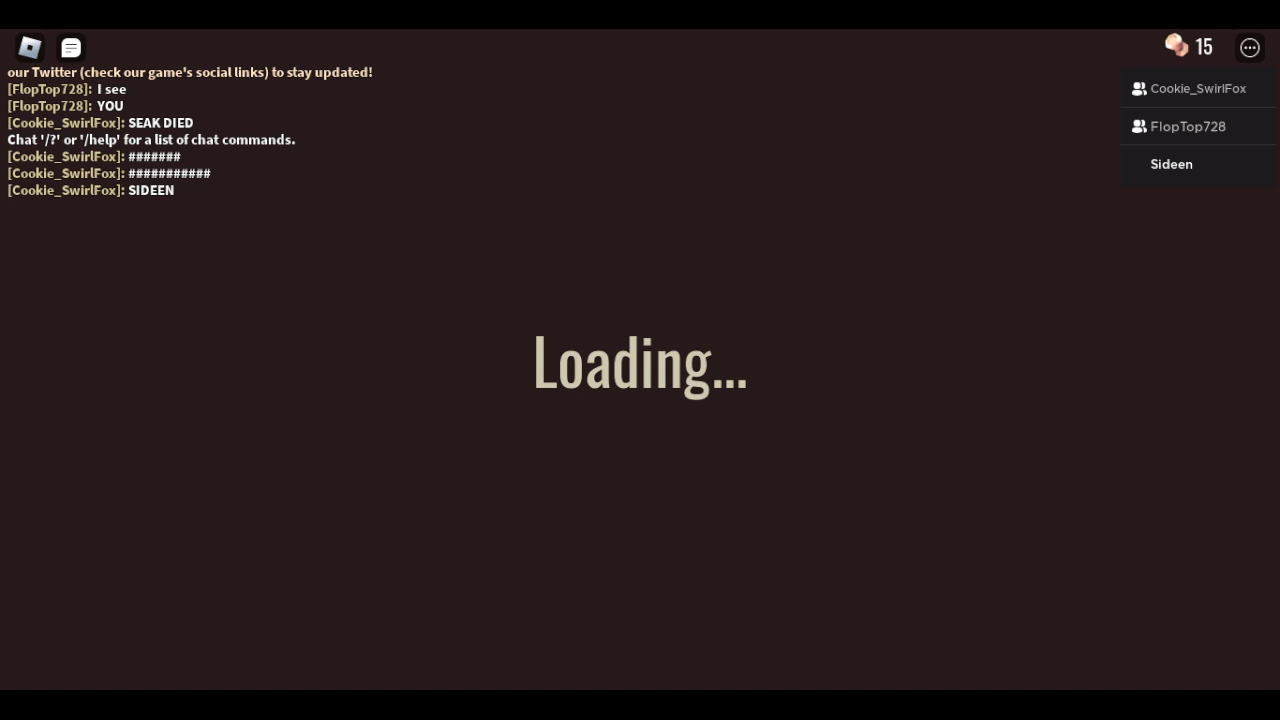 15
our Twitter (check our game's social links) to stay updated!
[FlopTop728]: I see
[FlopTop728]: YOU
[Cookie_SwirlFox]: SEAK DIED
Chat '/?' or '/help' for a list of chat commands.
[Cookie_SwirlFox]: #######
[Cookie_SwirlFox]: ###########
[Cookie_SwirlFox]: SIDEEN
Cookie_SwirlFox
FlopTop728
Sideen
Loading...